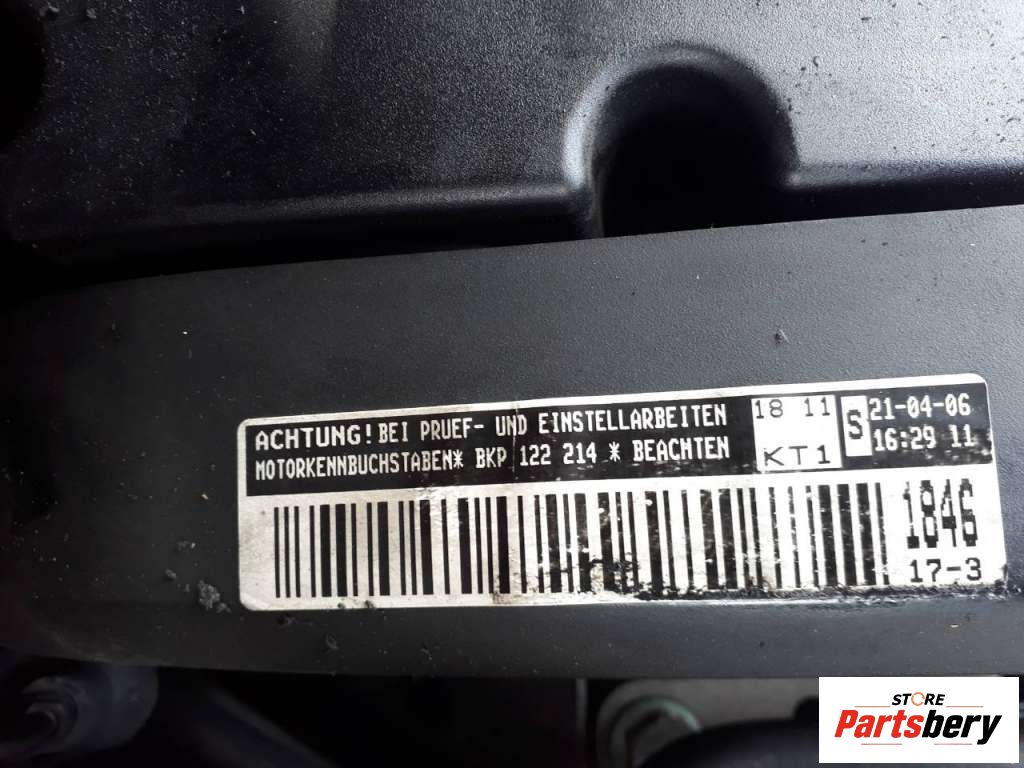 ACHTUNG! BEI PRUEF- UND EINSTELLARBEITEN
MOTORKENNBUCHSTABEN* BKP 122 214 * BEACHTEN
18 11
KT1
S
21-04-06
16:29 11
1846
17-3
STORE
Partsbery